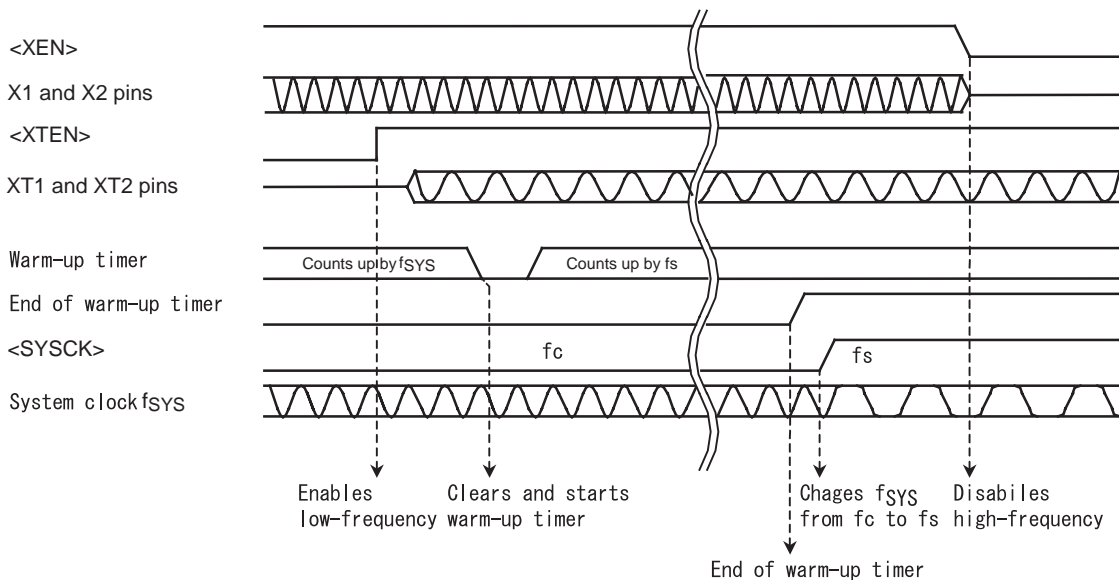 <XEN>
X1 and X2 pins
<XTEN>
XT1 and XT2 pins
Warm-up timer
Counts up by fSYS
Counts up by fs
End of warm-up timer
<SYSCK>
fc
fs
System clock fSYS
Enables
low-frequency
Clears and starts
warm-up timer
Chages fSYS
from fc to fs
Disabiles
high-frequency
End of warm-up timer